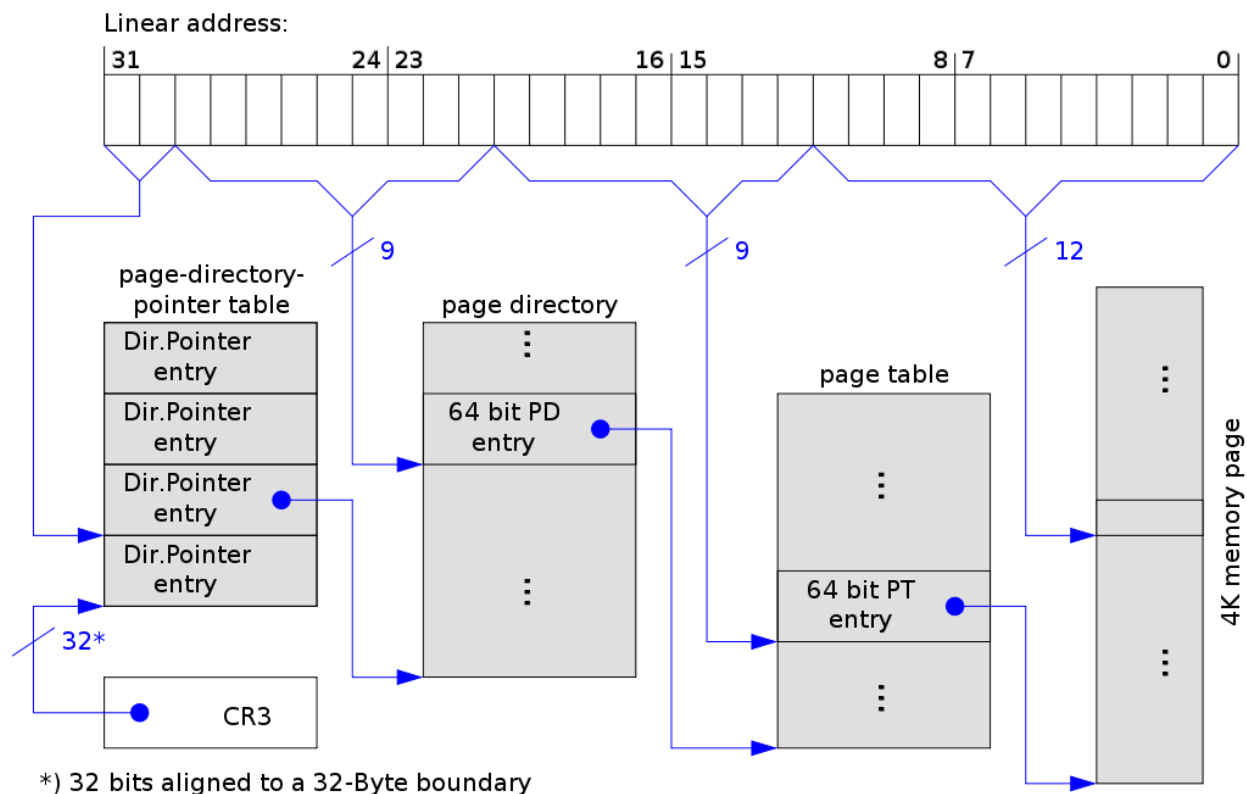 Linear address:
31 24 23 16 15 8 7 0
9 9 12
page-directory-
pointer table
Dir.Pointer
entry
Dir.Pointer
entry
Dir.Pointer
entry
Dir.Pointer
entry
32*
CR3
page directory
⋮
64 bit PD
entry
⋮
page table
⋮
64 bit PT
entry
⋮
⋮
⋮
4K memory page
*) 32 bits aligned to a 32-Byte boundary